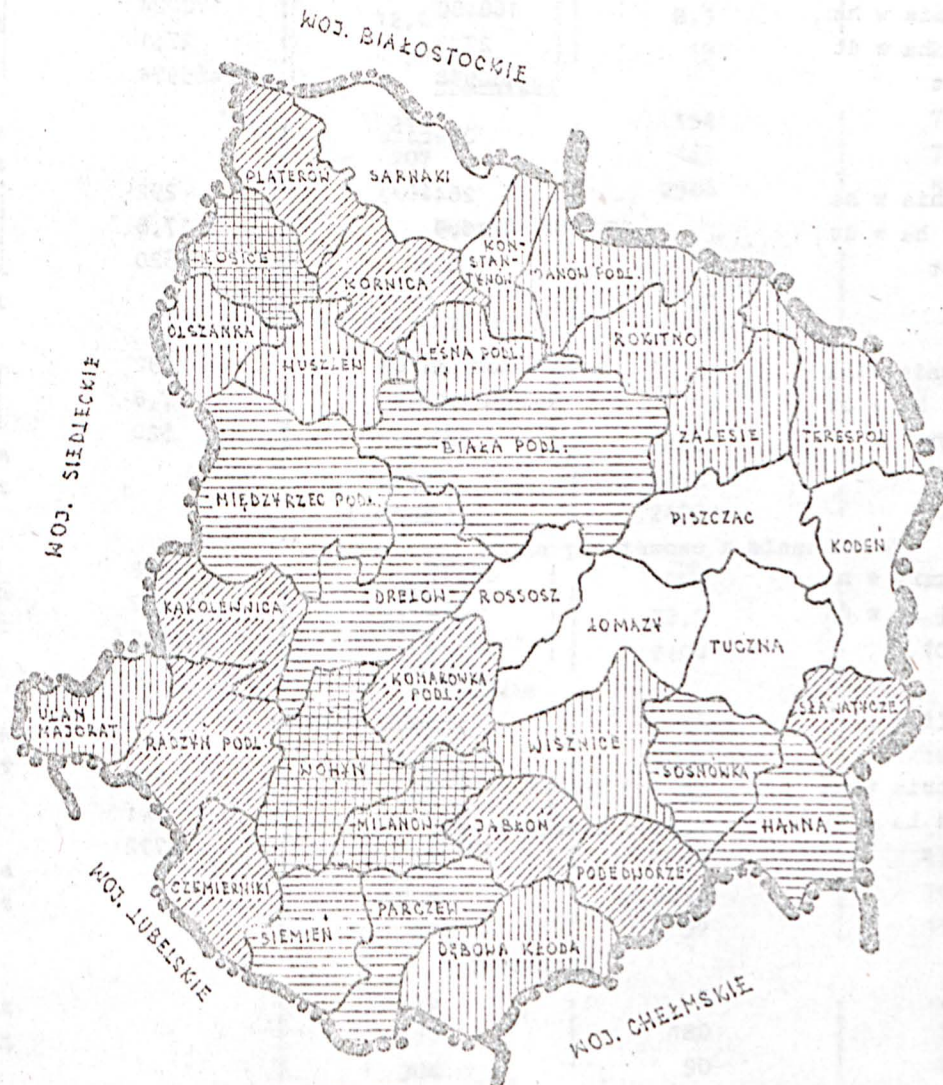 WOJ. BIAŁOSTOCKIE
PLATERÓW
SARNAKI
ŁOSICE
KORNICA
KON-
STAN-
TYNÓW
JANÓW PODL.
OLSZANKA
HUSZLEW
LEŚNA PODL.
ROKITNO
WOJ. SIEDLECKIE
BIAŁA PODL.
ZALESIE
TERESPOL
MIĘDZYRZEC PODL.
PISZCZAC
KODEŃ
KĄKOLEWNICA
DRELÓW
ROSSOSZ
ŁOMAZY
TUCZNA
KOMARÓWKA
PODL.
SŁAWATYCZE
ULAN
MAJORAT
RADZYŃ PODL.
WISZNICE
WOHYŃ
SOSNÓWKA
MILANÓW
JABŁOŃ
HANNA
CZEMIERNIKI
PODEDWÓRZE
PARCZEW
SIEMIEŃ
DĘBOWA KŁODA
WOJ. LUBELSKIE
WOJ. CHEŁMSKIE